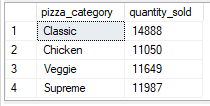 pizza_category quantity_sold
1 Classic 14888
2 Chicken 11050
3 Veggie 11649
4 Supreme 11987